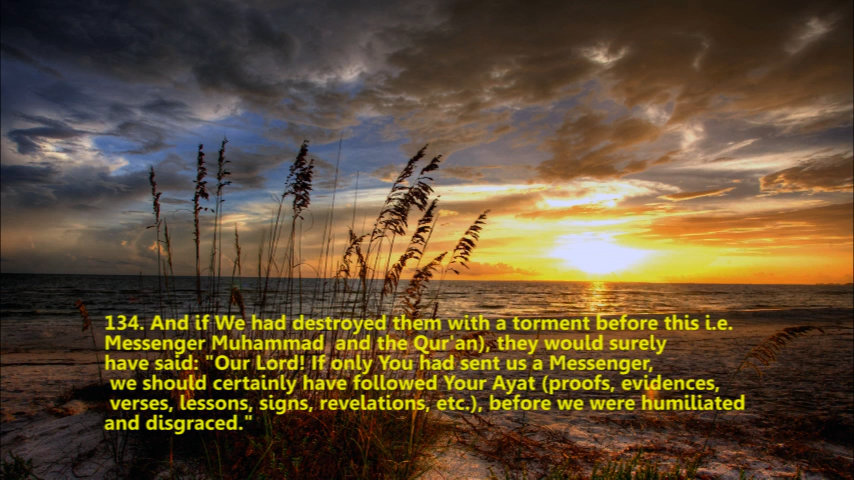 134. And if We had destroyed them with a torment before this i.e.
Messenger Muhammad  and the Qur'an), they would surely
have said: "Our Lord! If only You had sent us a Messenger,
we should certainly have followed Your Ayat (proofs, evidences,
verses, lessons, signs, revelations, etc.), before we were humiliated
and disgraced."